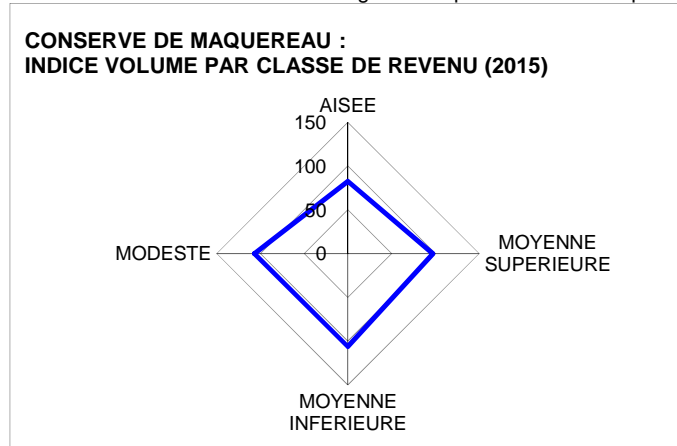 CONSERVE DE MAQUEREAU :
INDICE VOLUME PAR CLASSE DE REVENU (2015)
AISEE
150
100
50
0
MODESTE
MOYENNE
SUPERIEURE
MOYENNE
INFERIEURE